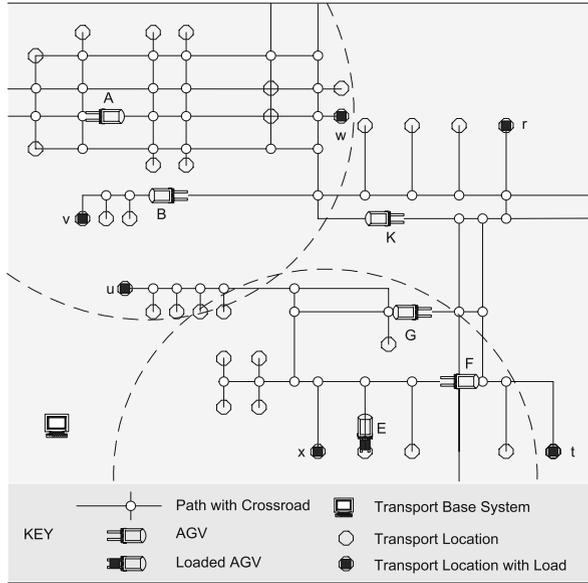 A
w
r
B
v
K
u
G
F
E
x
t
Path with Crossroad
Transport Base System
KEY
AGV
Transport Location
Loaded AGV
Transport Location with Load